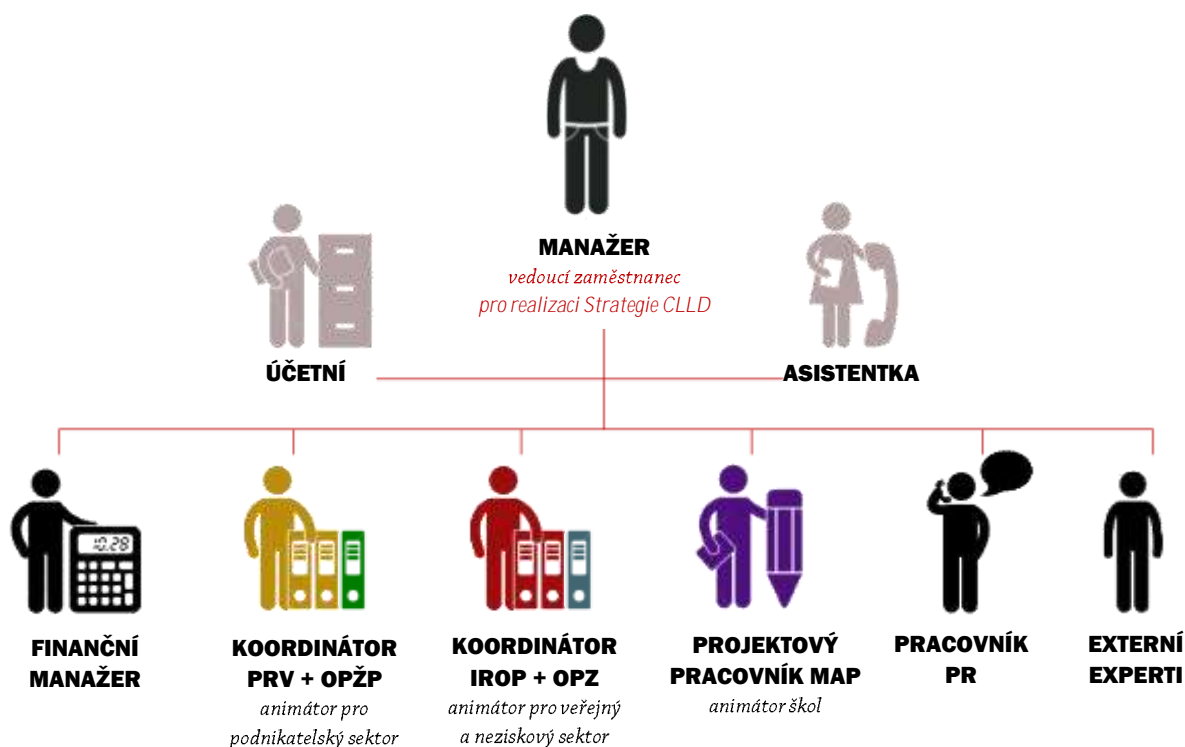 MANAŽER
vedoucí zaměstnanec
pro realizaci Strategie CLLD
ÚČETNÍ
ASISTENTKA
10.28
FINANČNÍ
MANAŽER
KOORDINÁTOR
PRV + OPŽP
animátor pro
podnikatelský sektor
KOORDINÁTOR
IROP + OPZ
animátor pro veřejný
a neziskový sektor
PROJEKTOVÝ
PRACOVNÍK MAP
animátor škol
PRACOVNÍK
PR
EXTERNÍ
EXPERTI